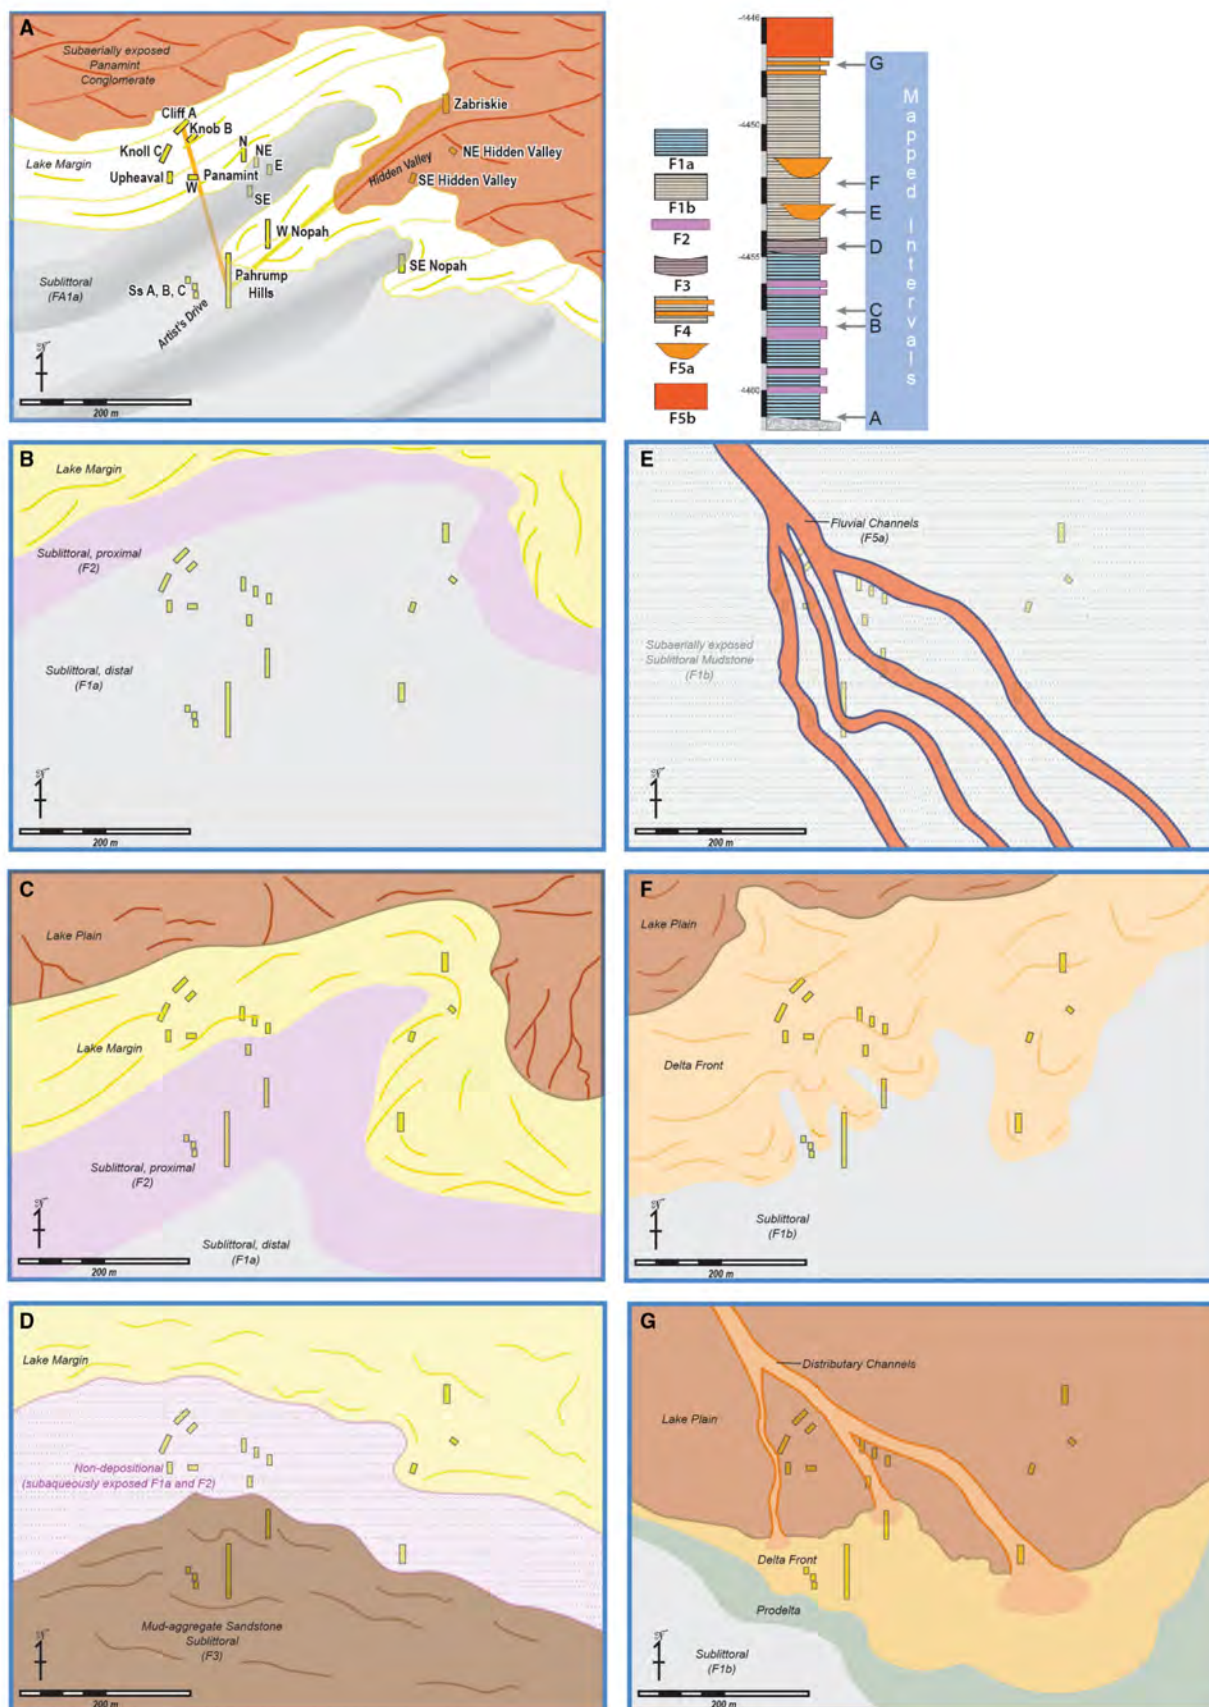 A
Subaerially exposed
Panamint
Conglomerate
Cliff A
Knob B
Knoll C
N
NE
E
Lake Margin
Upheaval
Panamint
W
SE
Zabriskie
NE Hidden Valley
Hidden Valley
SE Hidden Valley
W Nopah
SE Nopah
Pahrump
Hills
Sublittoral
(FA1a)
Ss A, B, C
Artist's Drive
200 m
F1a
F1b
F2
F3
F4
F5a
F5b
-4446
-4450
-4455
-4460
G
F
E
D
C
B
A
Mapped Intervals
B
Lake Margin
Sublittoral, proximal
(F2)
Sublittoral, distal
(F1a)
200 m
E
Fluvial Channels
(F5a)
Subaerially exposed
Sublittoral Mudstone
(F1b)
200 m
C
Lake Plain
Lake Margin
Sublittoral, proximal
(F2)
Sublittoral, distal
(F1a)
200 m
F
Lake Plain
Delta Front
Sublittoral
(F1b)
200 m
D
Lake Margin
Non-depositional
(subaqueously exposed F1a and F2)
Mud-aggregate Sandstone
Sublittoral
(F3)
200 m
G
Distributary Channels
Lake Plain
Delta Front
Prodelta
Sublittoral
(F1b)
200 m